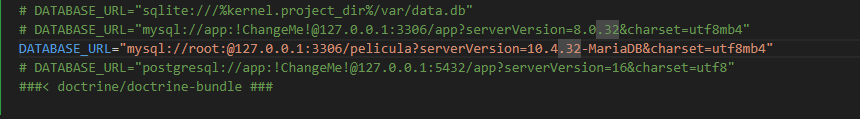 # DATABASE_URL="sqlite:///%kernel.project_dir%/var/data.db"
# DATABASE_URL="mysql://app:!ChangeMe!@127.0.0.1:3306/app?serverVersion=8.0.32&charset=utf8mb4"
DATABASE_URL="mysql://root:@127.0.0.1:3306/pelicula?serverVersion=10.4.32-MariaDB&charset=utf8mb4"
# DATABASE_URL="postgresql://app:!ChangeMe!@127.0.0.1:5432/app?serverVersion=16&charset=utf8"
###< doctrine/doctrine-bundle ###